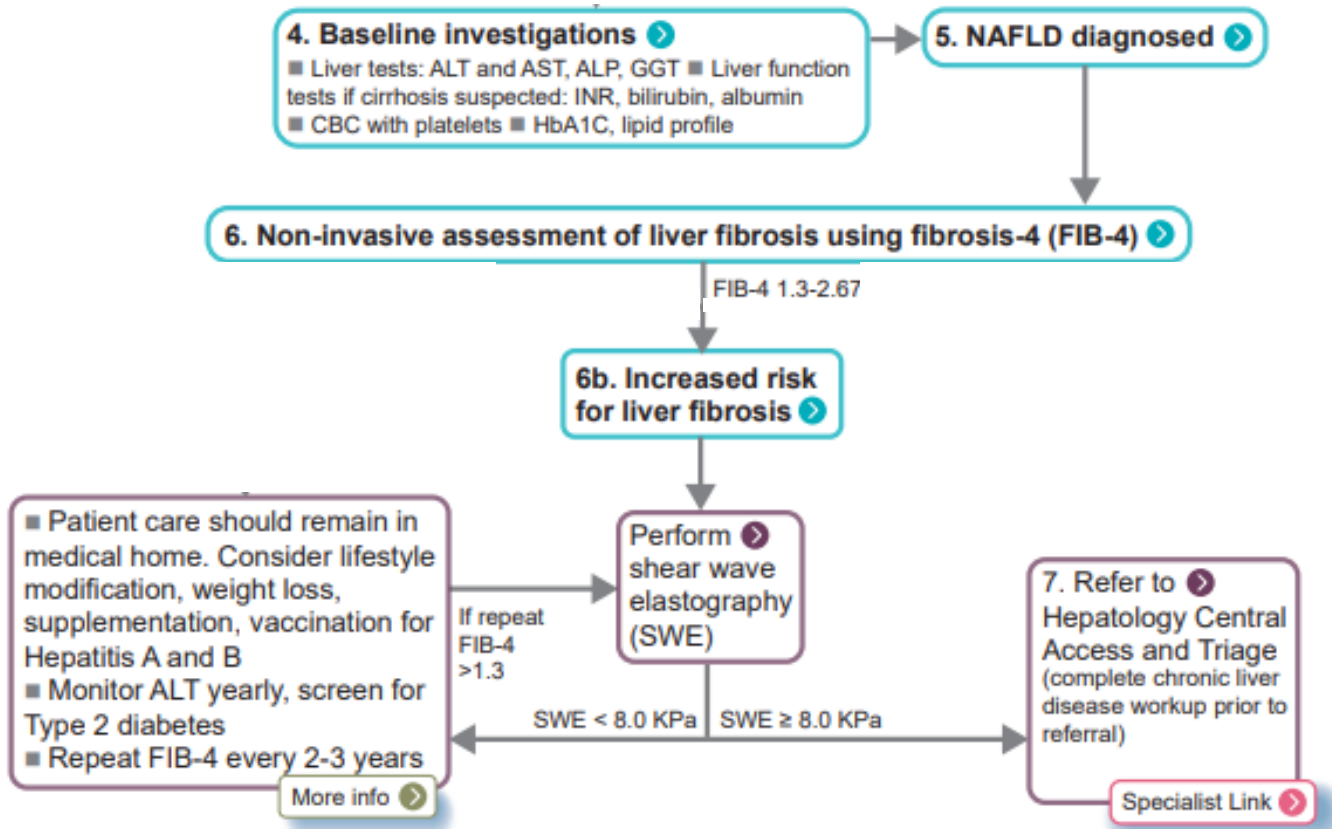 4. Baseline investigations
■ Liver tests: ALT and AST, ALP, GGT ■ Liver function
tests if cirrhosis suspected: INR, bilirubin, albumin
■ CBC with platelets ■ HbA1C, lipid profile
5. NAFLD diagnosed
6. Non-invasive assessment of liver fibrosis using fibrosis-4 (FIB-4)
FIB-4 1.3-2.67
6b. Increased risk
for liver fibrosis
■ Patient care should remain in
medical home. Consider lifestyle
modification, weight loss,
supplementation, vaccination for
Hepatitis A and B
■ Monitor ALT yearly, screen for
Type 2 diabetes
■ Repeat FIB-4 every 2-3 years
More info
If repeat
FIB-4
>1.3
Perform
shear wave
elastography
(SWE)
SWE < 8.0 KPa
SWE ≥ 8.0 KPa
7. Refer to
Hepatology Central
Access and Triage
(complete chronic liver
disease workup prior to
referral)
Specialist Link